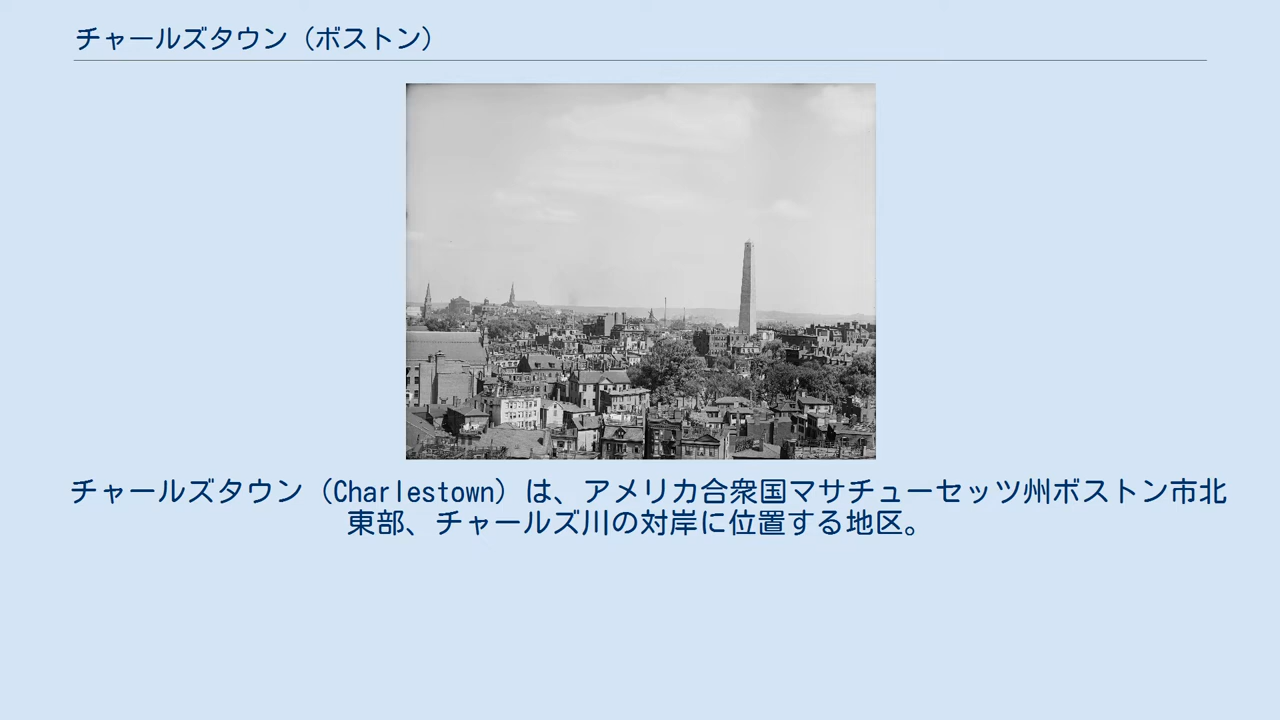 チャールズタウン（ボストン）
チャールズタウン（Charlestown）は、アメリカ合衆国マサチューセッツ州ボストン市北
東部、チャールズ川の対岸に位置する地区。